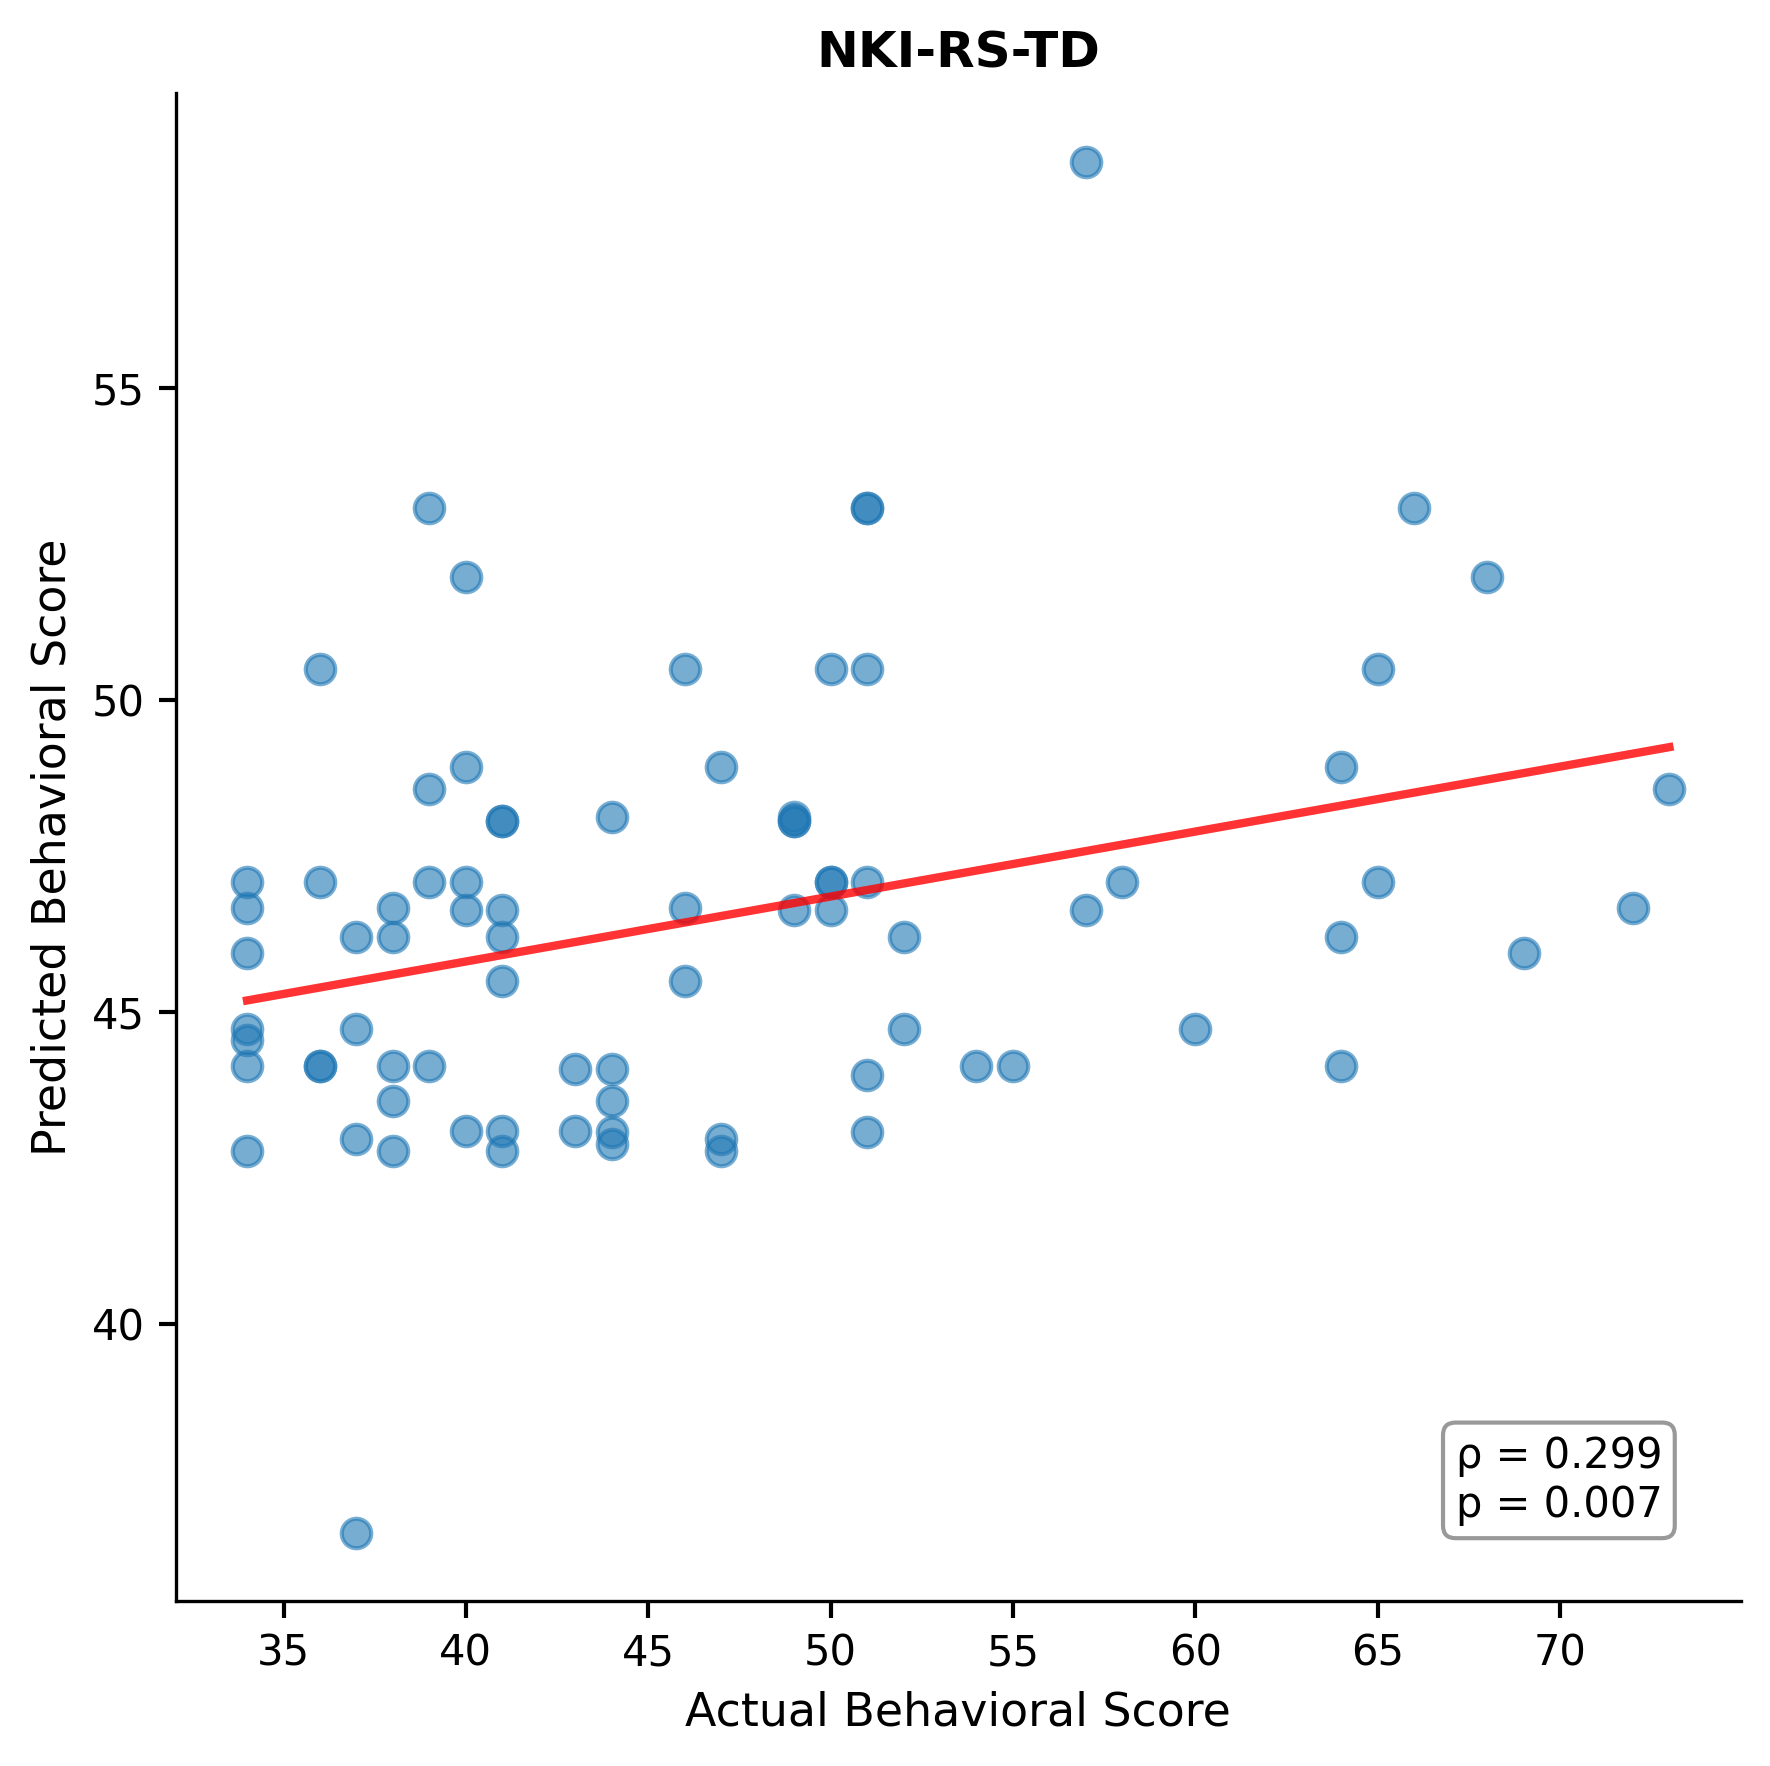 NKI-RS-TD
Predicted Behavioral Score
55
50
45
40
ρ = 0.299
p = 0.007
35 40 45 50 55 60 65 70
Actual Behavioral Score